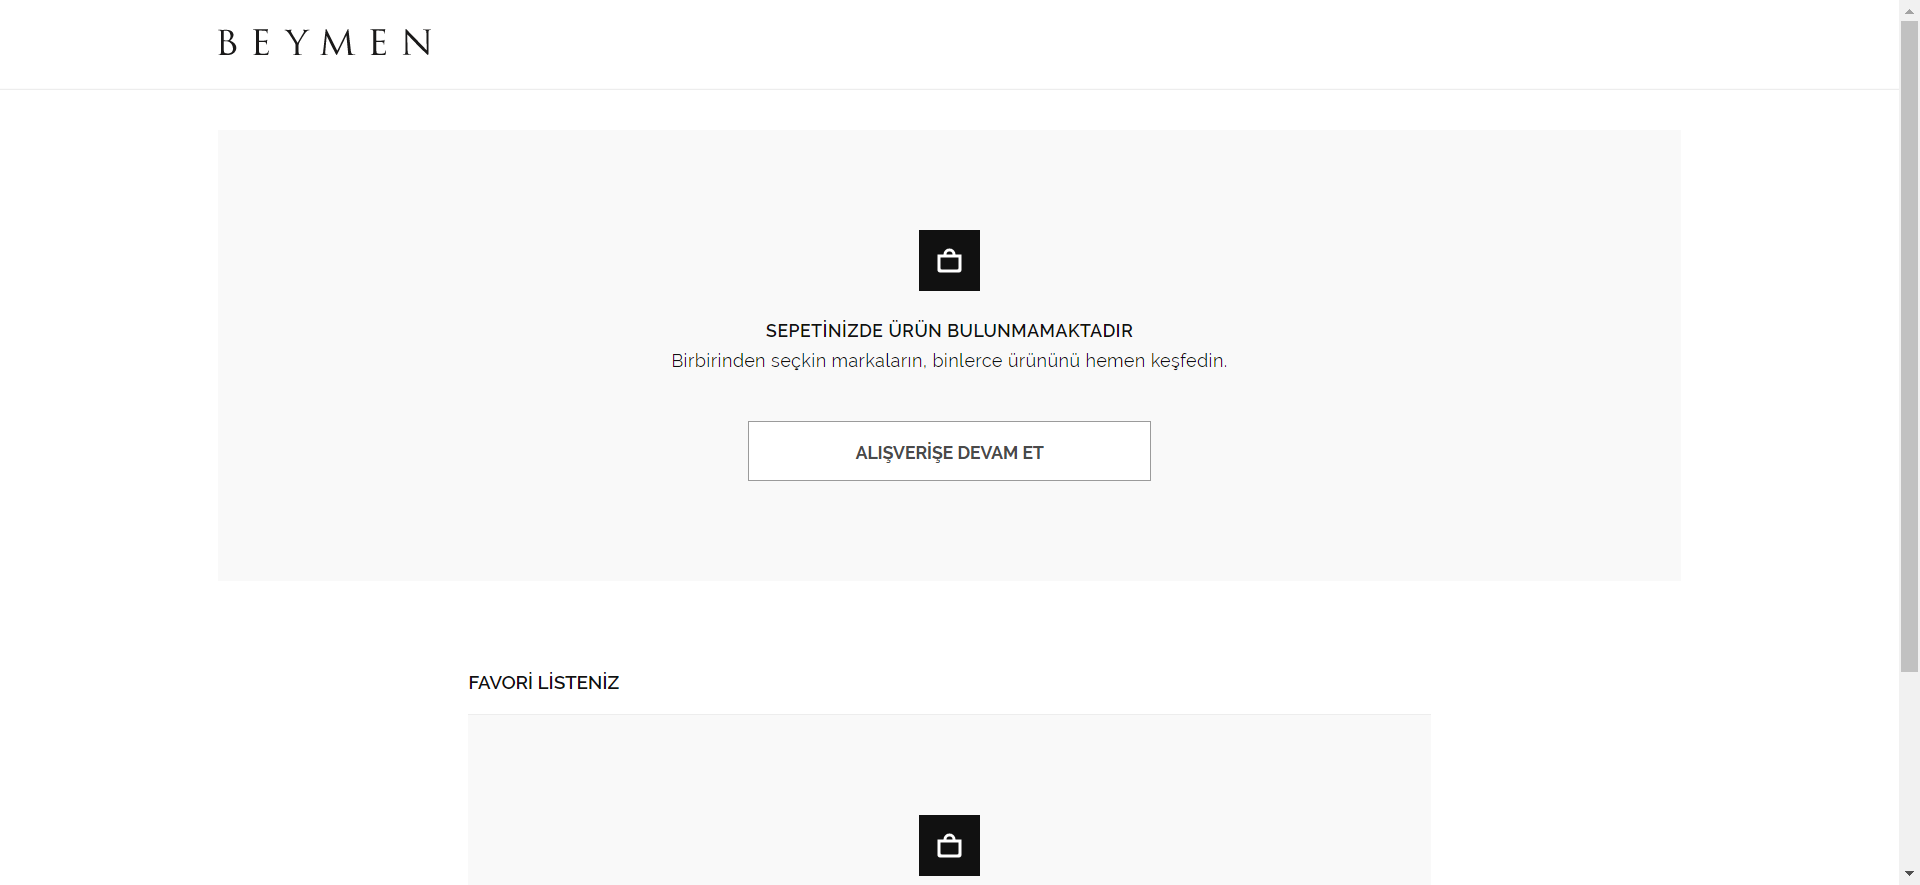 BEYMEN
SEPETİNİZDE ÜRÜN BULUNMAMAKTADIR
Birbirinden seçkin markaların, binlerce ürününü hemen keşfedin.
ALIŞVERİŞE DEVAM ET
FAVORİ LİSTENİZ